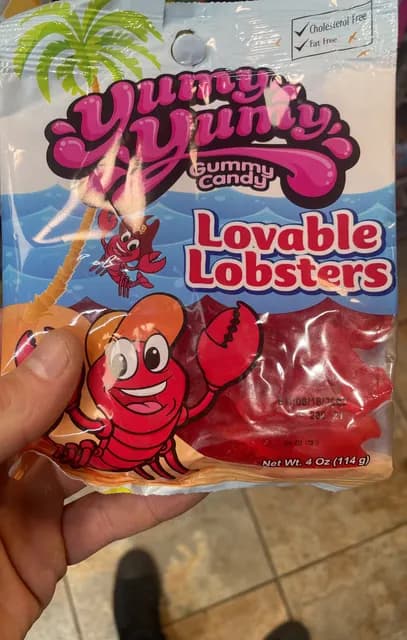 Cholesterol Free
Fat Free
Yumy
Yumy
Gummy
Candy
Lovable
Lobsters
Net Wt. 4 Oz (114 g)